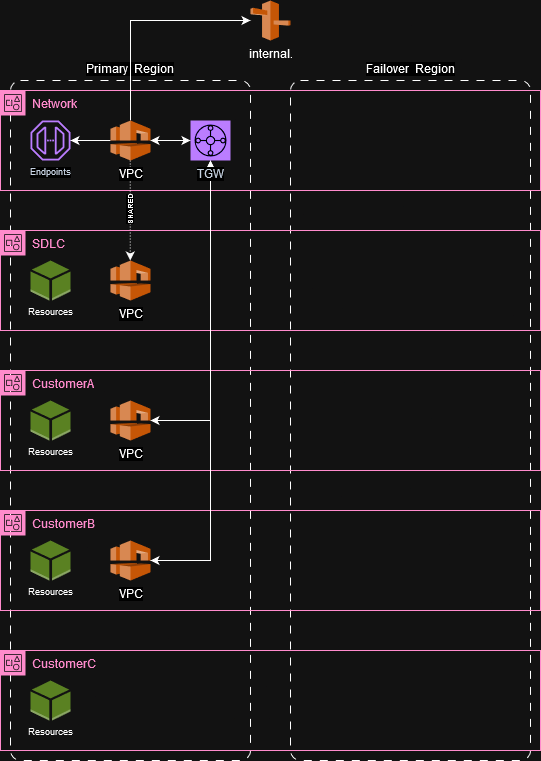 internal.
Primary Region
Failover Region
Network
Endpoints
VPC
TGW
SHARED
SDLC
Resources
VPC
CustomerA
Resources
VPC
CustomerB
Resources
VPC
CustomerC
Resources